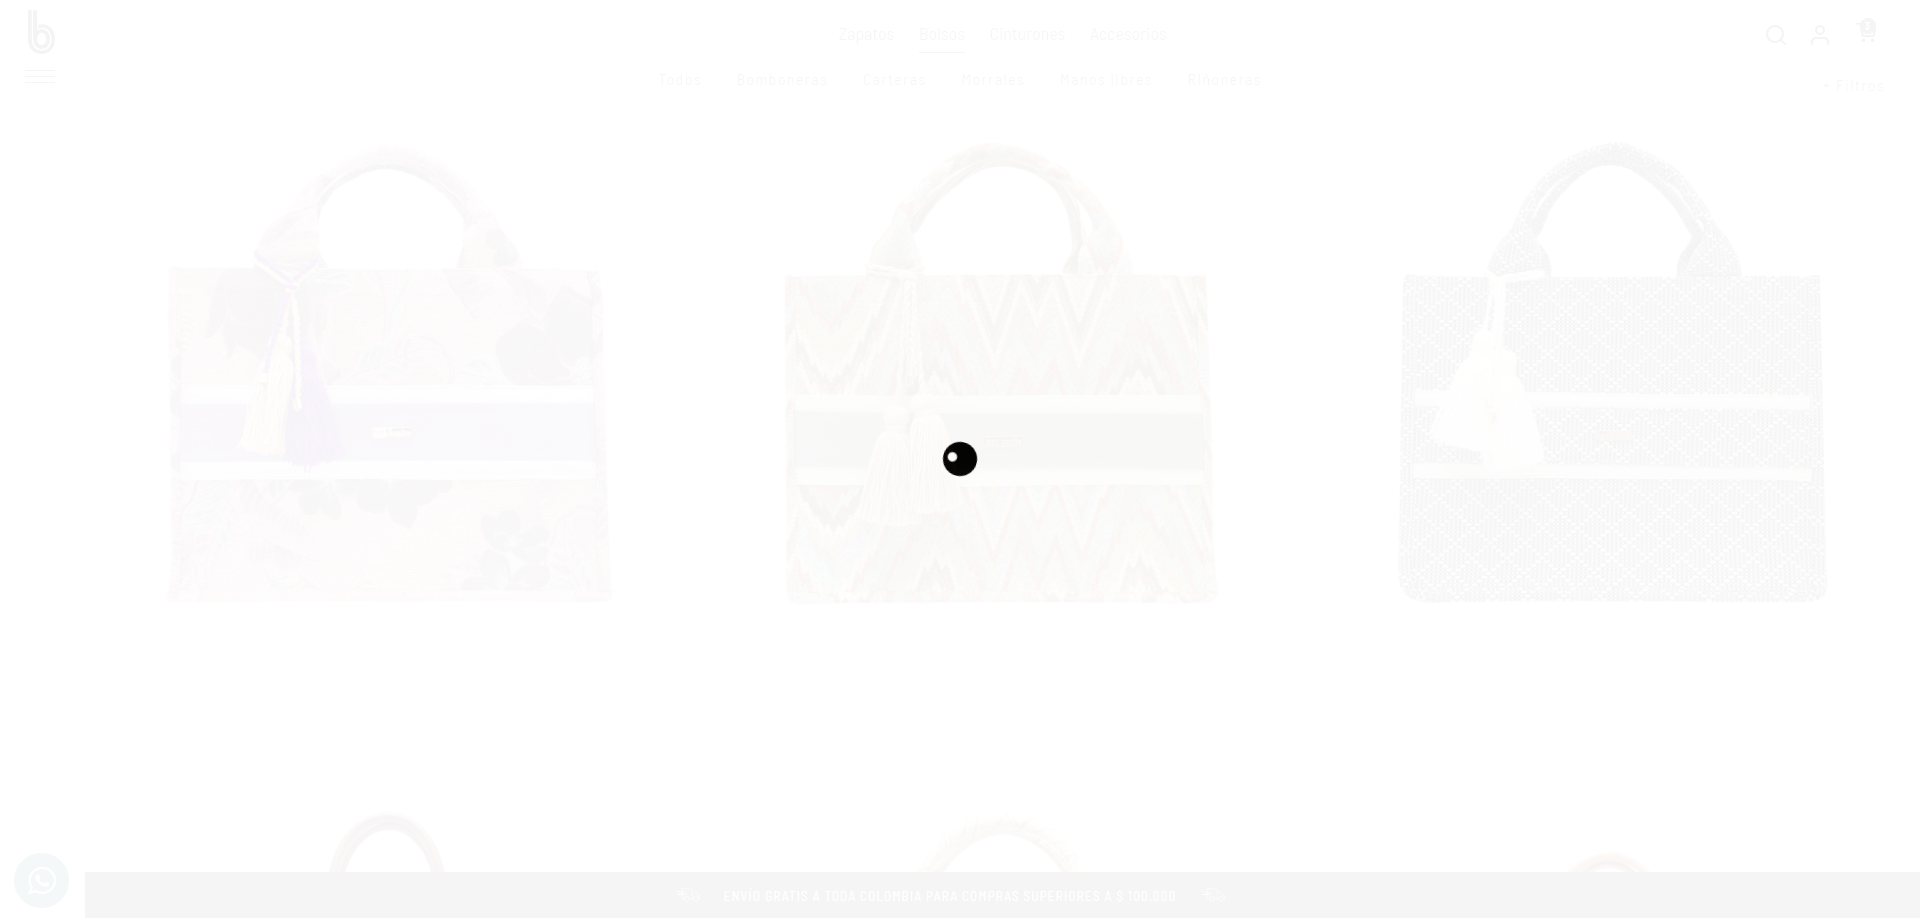 b
Zapatos Bolsos Cinturones Accesorios
Todos Bomboneras Carteras Morrales Manos libres Riñoneras
+ Filtros
ENVÍO GRATIS A TODA COLOMBIA PARA COMPRAS SUPERIORES A $ 100.000